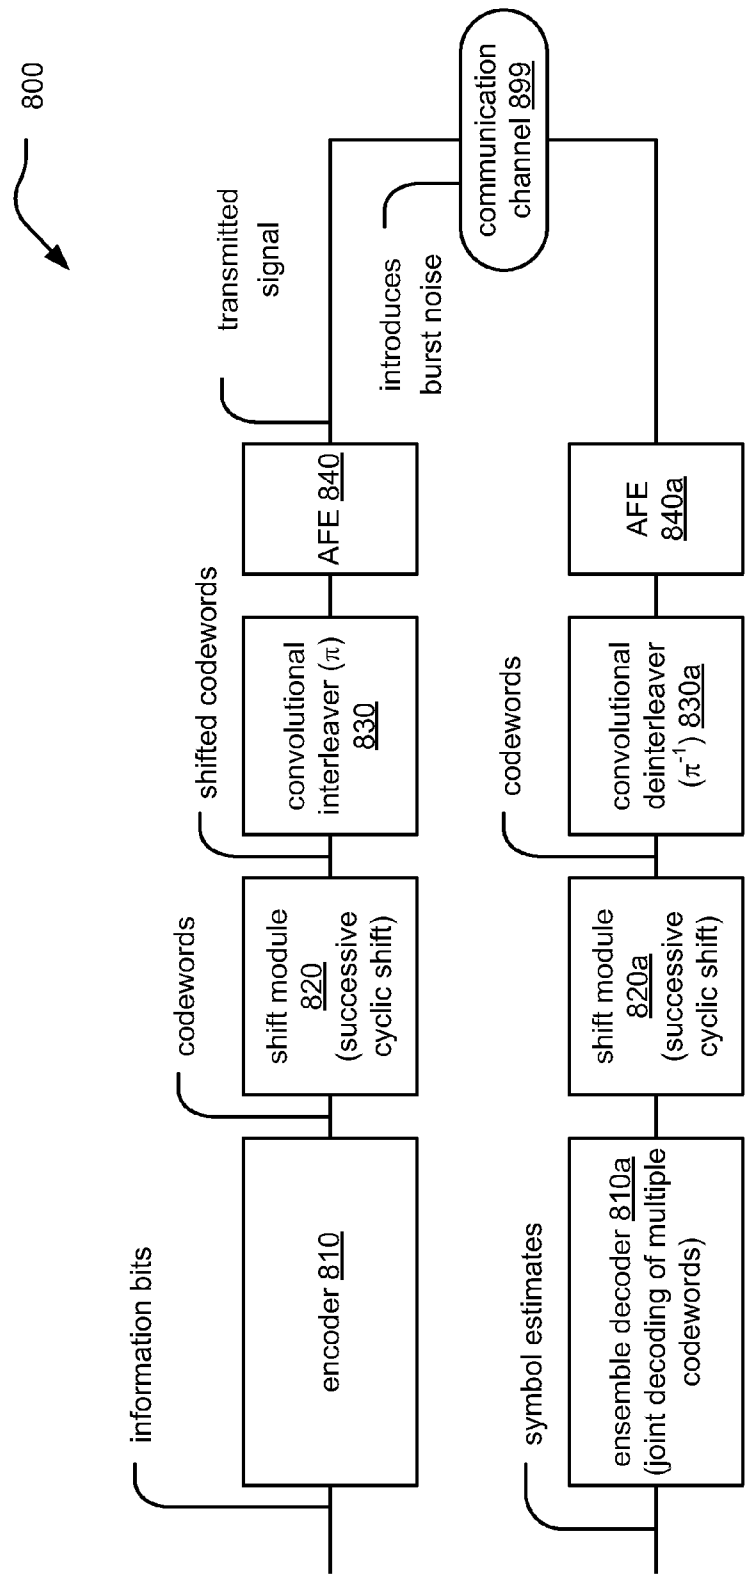 800
information bits
encoder 810
codewords
shift module
820
(successive
cyclic shift)
shifted codewords
convolutional
interleaver (π)
830
AFE 840
transmitted
signal
introduces
burst noise
communication
channel 899
symbol estimates
ensemble decoder 810a
(joint decoding of multiple
codewords)
shift module
820a
(successive
cyclic shift)
codewords
convolutional
deinterleaver
(π⁻¹) 830a
AFE
840a